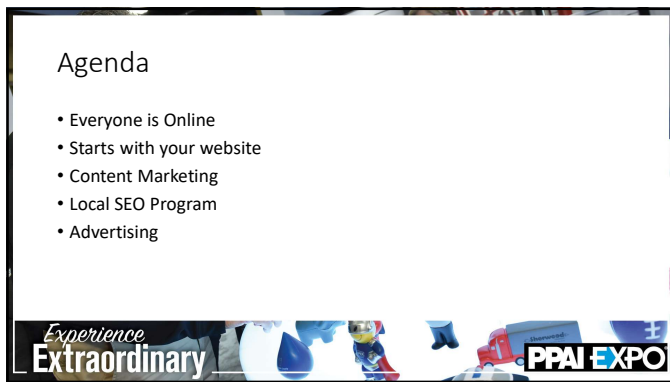 Agenda
• Everyone is Online
• Starts with your website
• Content Marketing
• Local SEO Program
• Advertising
Experience
Extraordinary
PPAI EXPO